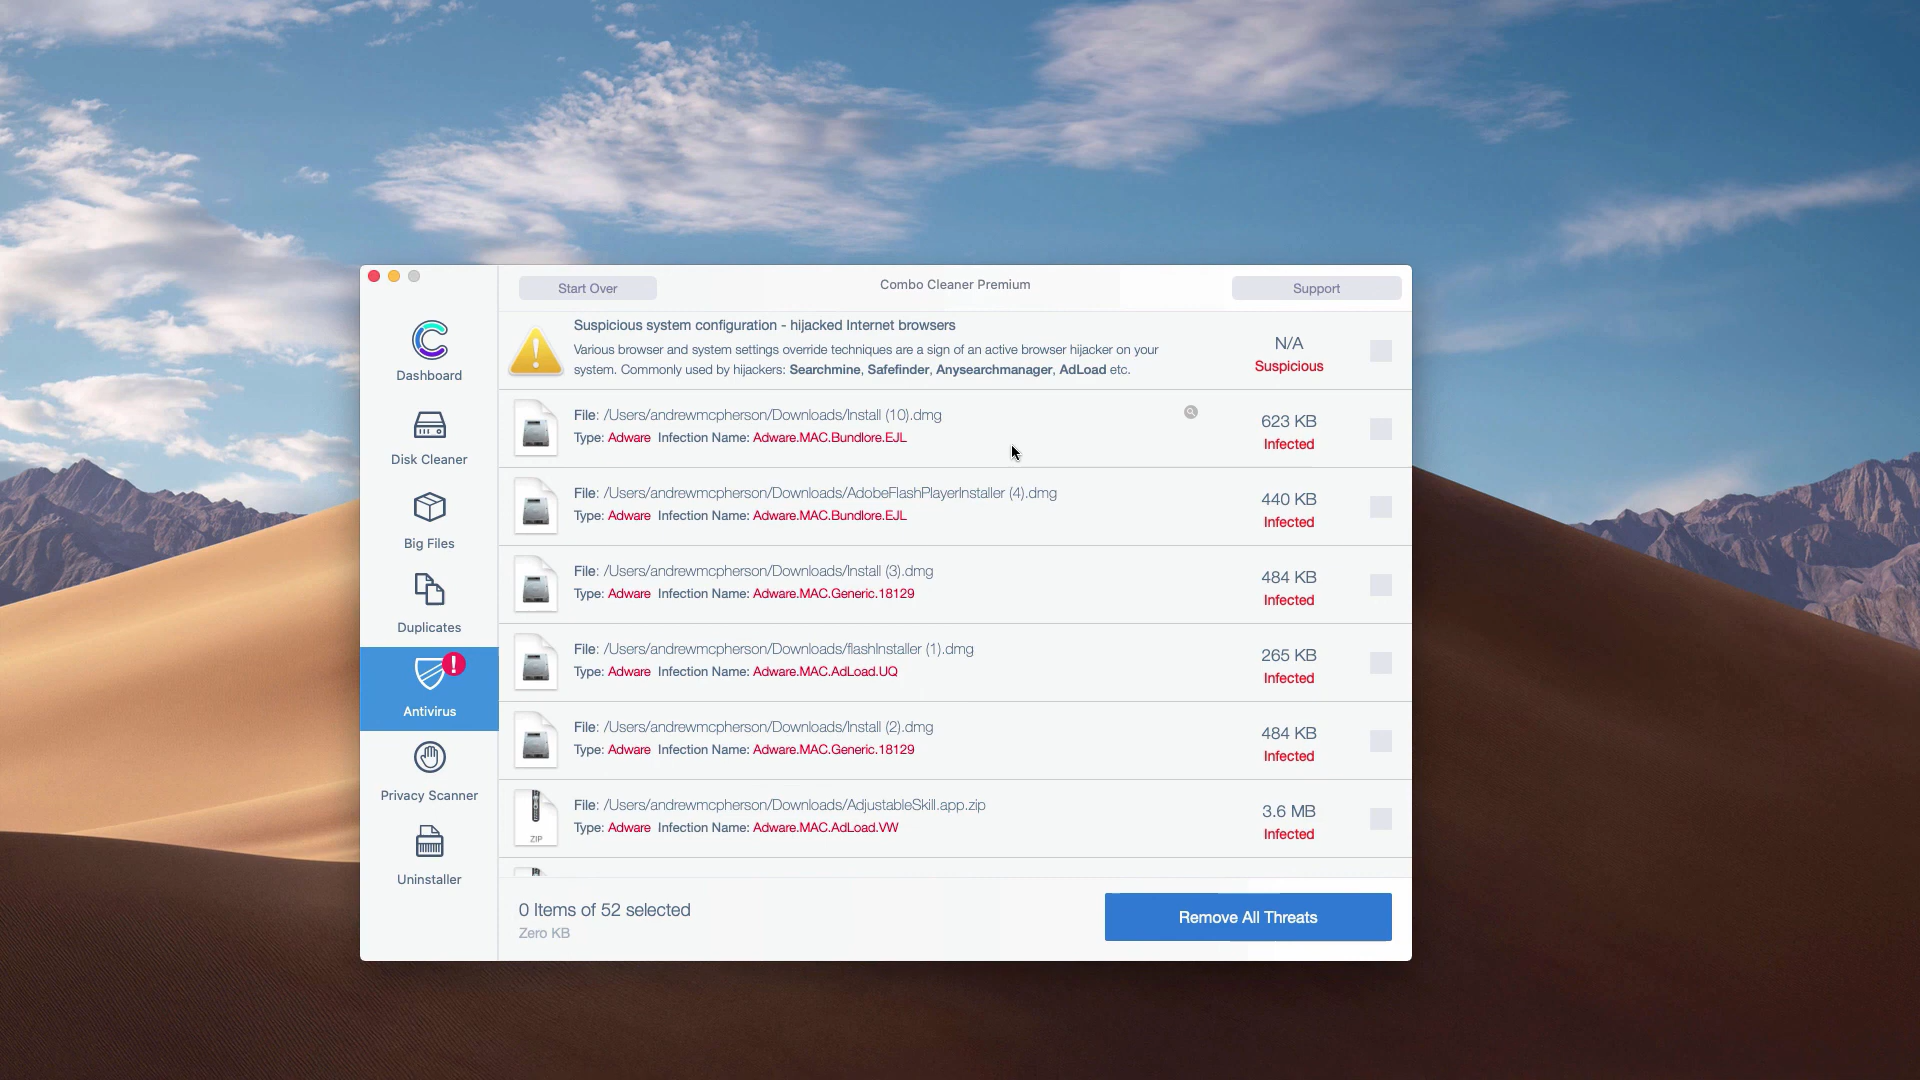 Start Over
Combo Cleaner Premium
Support
Dashboard
Disk Cleaner
Big Files
Duplicates
!
Antivirus
Privacy Scanner
Uninstaller
Suspicious system configuration - hijacked Internet browsers
Various browser and system settings override techniques are a sign of an active browser hijacker on your
system. Commonly used by hijackers: Searchmine, Safefinder, Anysearchmanager, AdLoad etc.
N/A
Suspicious
File: /Users/andrewmcpherson/Downloads/Install (10).dmg
Type: Adware Infection Name: Adware.MAC.Bundlore.EJL
623 KB
Infected
File: /Users/andrewmcpherson/Downloads/AdobeFlashPlayerInstaller (4).dmg
Type: Adware Infection Name: Adware.MAC.Bundlore.EJL
440 KB
Infected
File: /Users/andrewmcpherson/Downloads/Install (3).dmg
Type: Adware Infection Name: Adware.MAC.Generic.18129
484 KB
Infected
File: /Users/andrewmcpherson/Downloads/flashInstaller (1).dmg
Type: Adware Infection Name: Adware.MAC.AdLoad.UQ
265 KB
Infected
File: /Users/andrewmcpherson/Downloads/Install (2).dmg
Type: Adware Infection Name: Adware.MAC.Generic.18129
484 KB
Infected
ZIP
File: /Users/andrewmcpherson/Downloads/AdjustableSkill.app.zip
Type: Adware Infection Name: Adware.MAC.AdLoad.VW
3.6 MB
Infected
0 Items of 52 selected
Zero KB
Remove All Threats